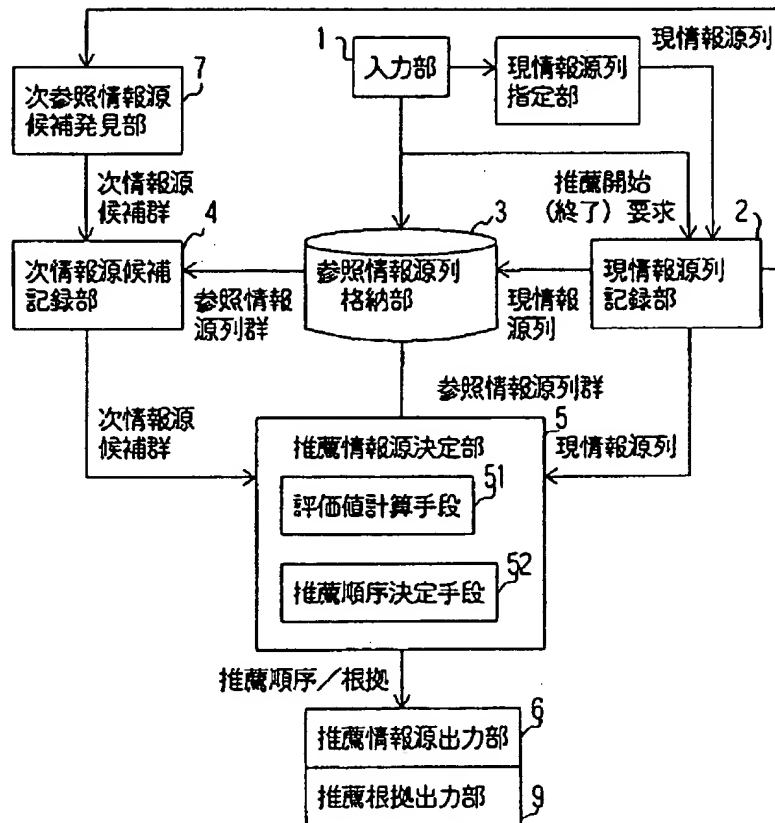 現情報源列
1
入力部
現情報源列
指定部
7
次参照情報源
候補発見部
次情報源
候補群
推薦開始
(終了)要求
4
3
2
次情報源候補
記録部
参照情報源列
格納部
現情報源列
記録部
参照情報
源列群
現情報
源列
参照情報源列群
次情報源
候補群
5
現情報源列
推薦情報源決定部
51
評価値計算手段
52
推薦順序決定手段
推薦順序/根拠
6
推薦情報源出力部
推薦根拠出力部
9